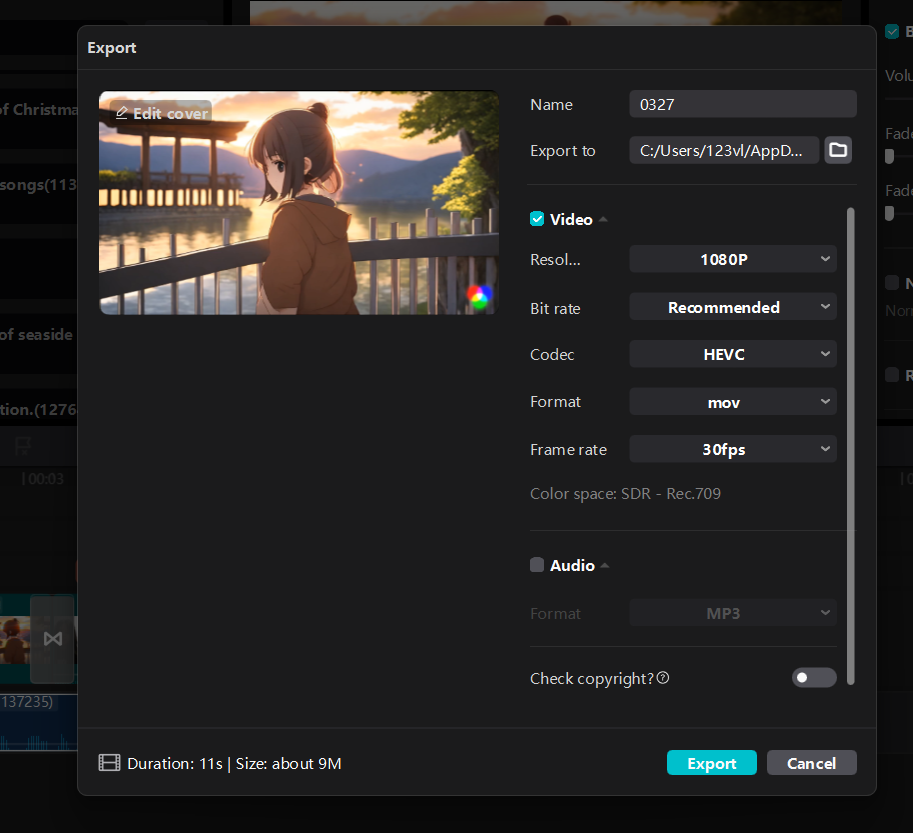 Export
Edit cover
Name
0327
Export to
C:/Users/123vl/AppD...
Video
Resol...
1080P
Bit rate
Recommended
Codec
HEVC
Format
mov
Frame rate
30fps
Color space: SDR - Rec.709
Audio
Format
MP3
Check copyright?
Duration: 11s | Size: about 9M
Export
Cancel
of Christma
songs(113
of seaside
tion.(1276
00:03
137235)
B
Volu
Fade
Fade
N
Nor
R